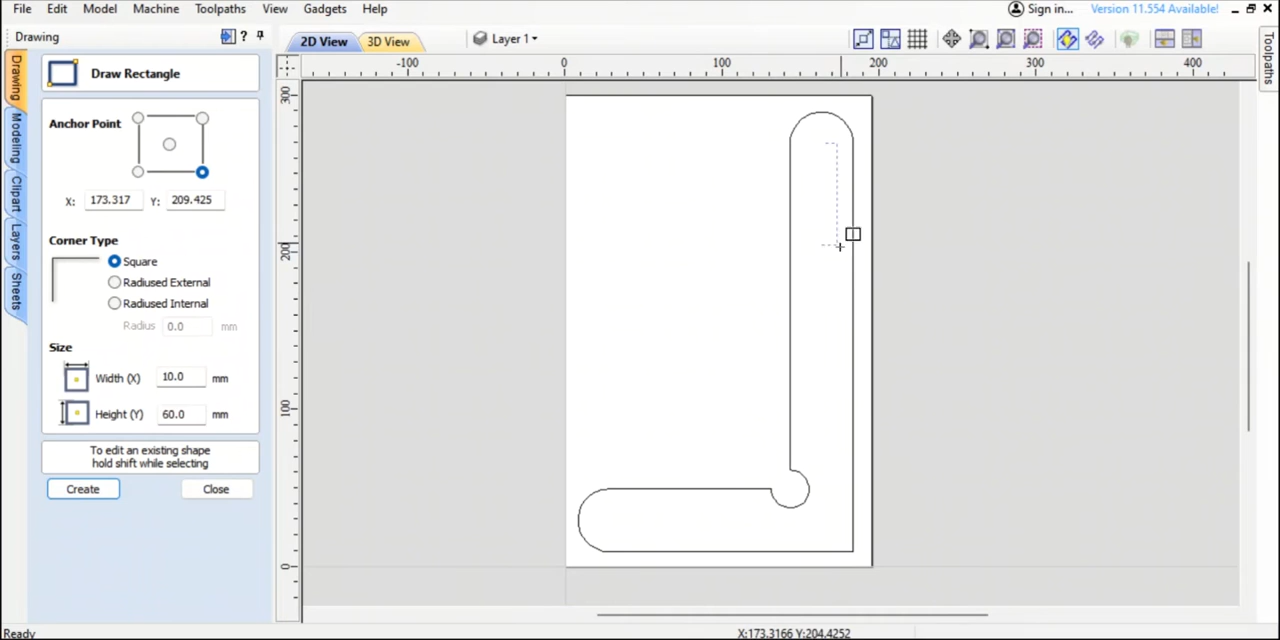 File Edit Model Machine Toolpaths View Gadgets Help Sign in... Version 11.554 Available!
Drawing ? 2D View 3D View Layer 1
Drawing
Modeling
Clipart
Layers
Sheets
Toolpaths
Draw Rectangle
Anchor Point
X: 173.317 Y: 209.425
Corner Type
Square
Radiused External
Radiused Internal
Radius 0.0 mm
Size
Width (X) 10.0 mm
Height (Y) 60.0 mm
To edit an existing shape
hold shift while selecting
Create Close
-100 0 100 200 300 400
300
200
100
0
Ready X:173.3166 Y:204.4252